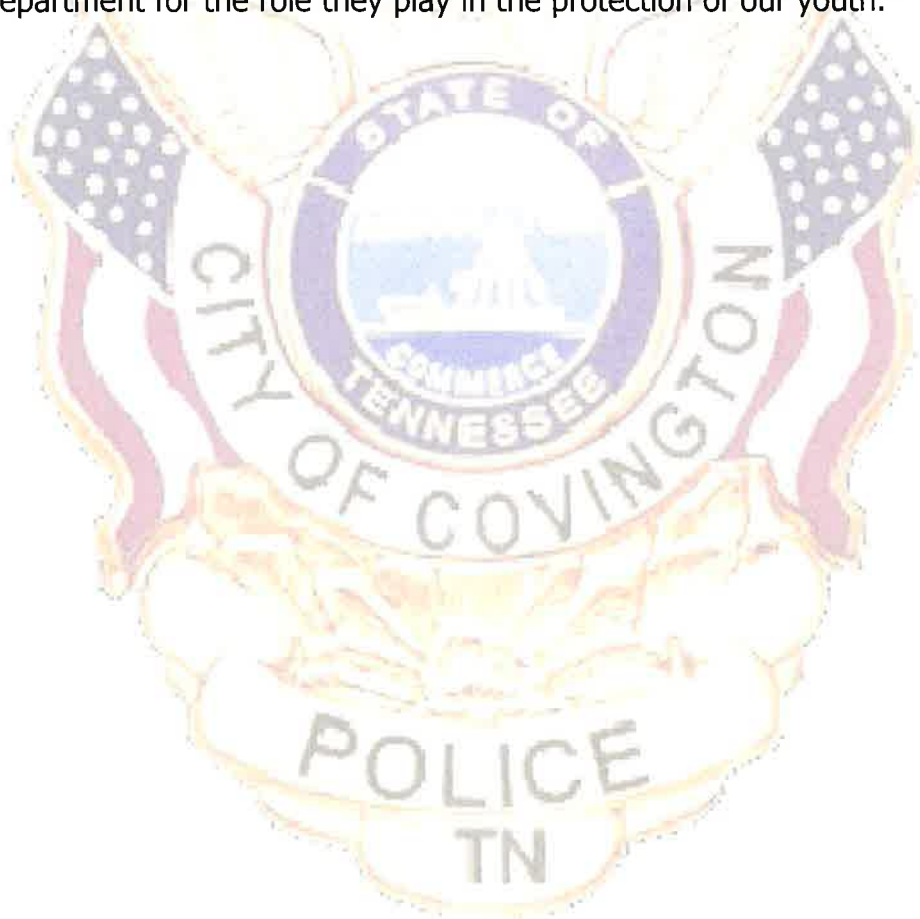 epartment for the role they play in the protection of our youth.
STATE OF
TENNESSEE
COMMERCE
CITY OF COVINGTON
POLICE
TN